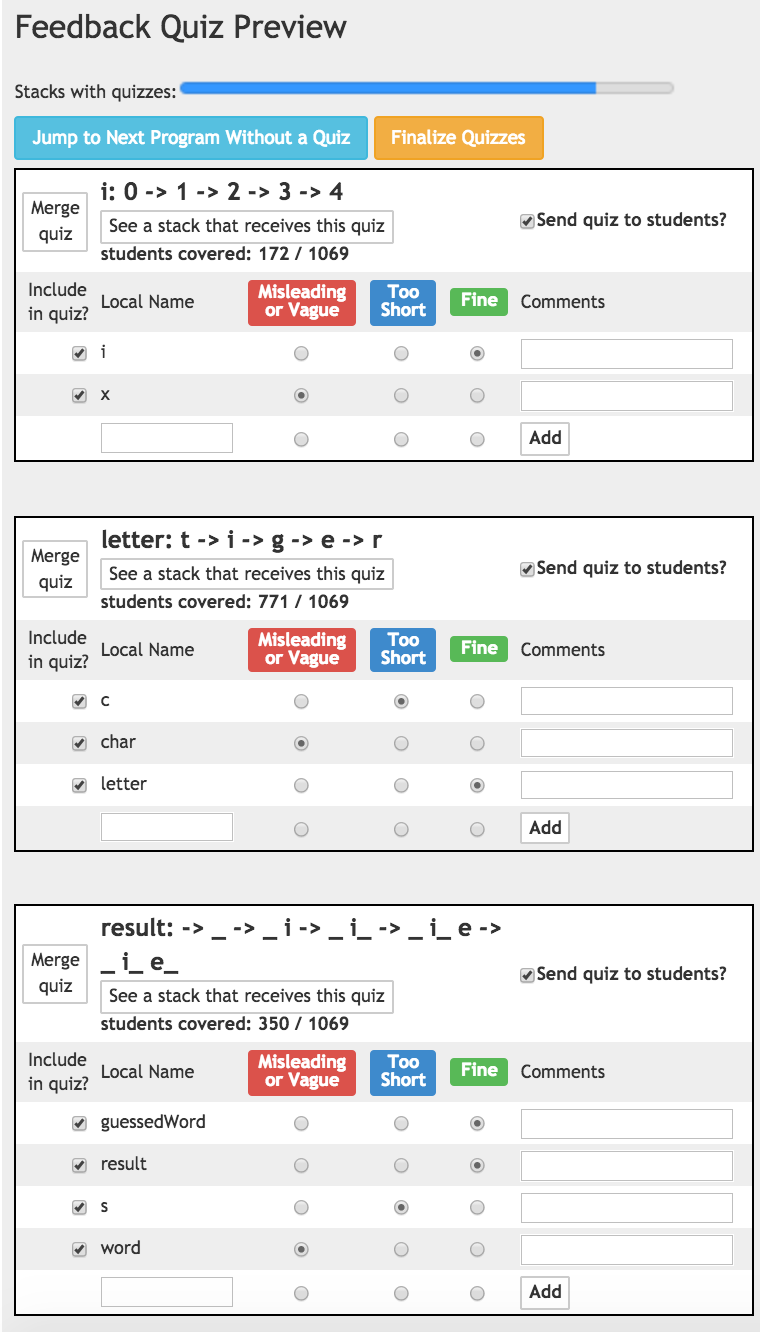 Feedback Quiz Preview
Stacks with quizzes:
Jump to Next Program Without a Quiz Finalize Quizzes
Merge quiz
i: 0 -> 1 -> 2 -> 3 -> 4
See a stack that receives this quiz
students covered: 172 / 1069
Send quiz to students?
Include in quiz? Local Name Misleading or Vague Too Short Fine Comments
i
x
Add
Merge quiz
letter: t -> i -> g -> e -> r
See a stack that receives this quiz
students covered: 771 / 1069
Send quiz to students?
Include in quiz? Local Name Misleading or Vague Too Short Fine Comments
c
char
letter
Add
Merge quiz
result: -> _ -> _ i -> _ i_ -> _ i_ e ->
_ i_ e_
See a stack that receives this quiz
students covered: 350 / 1069
Send quiz to students?
Include in quiz? Local Name Misleading or Vague Too Short Fine Comments
guessedWord
result
s
word
Add